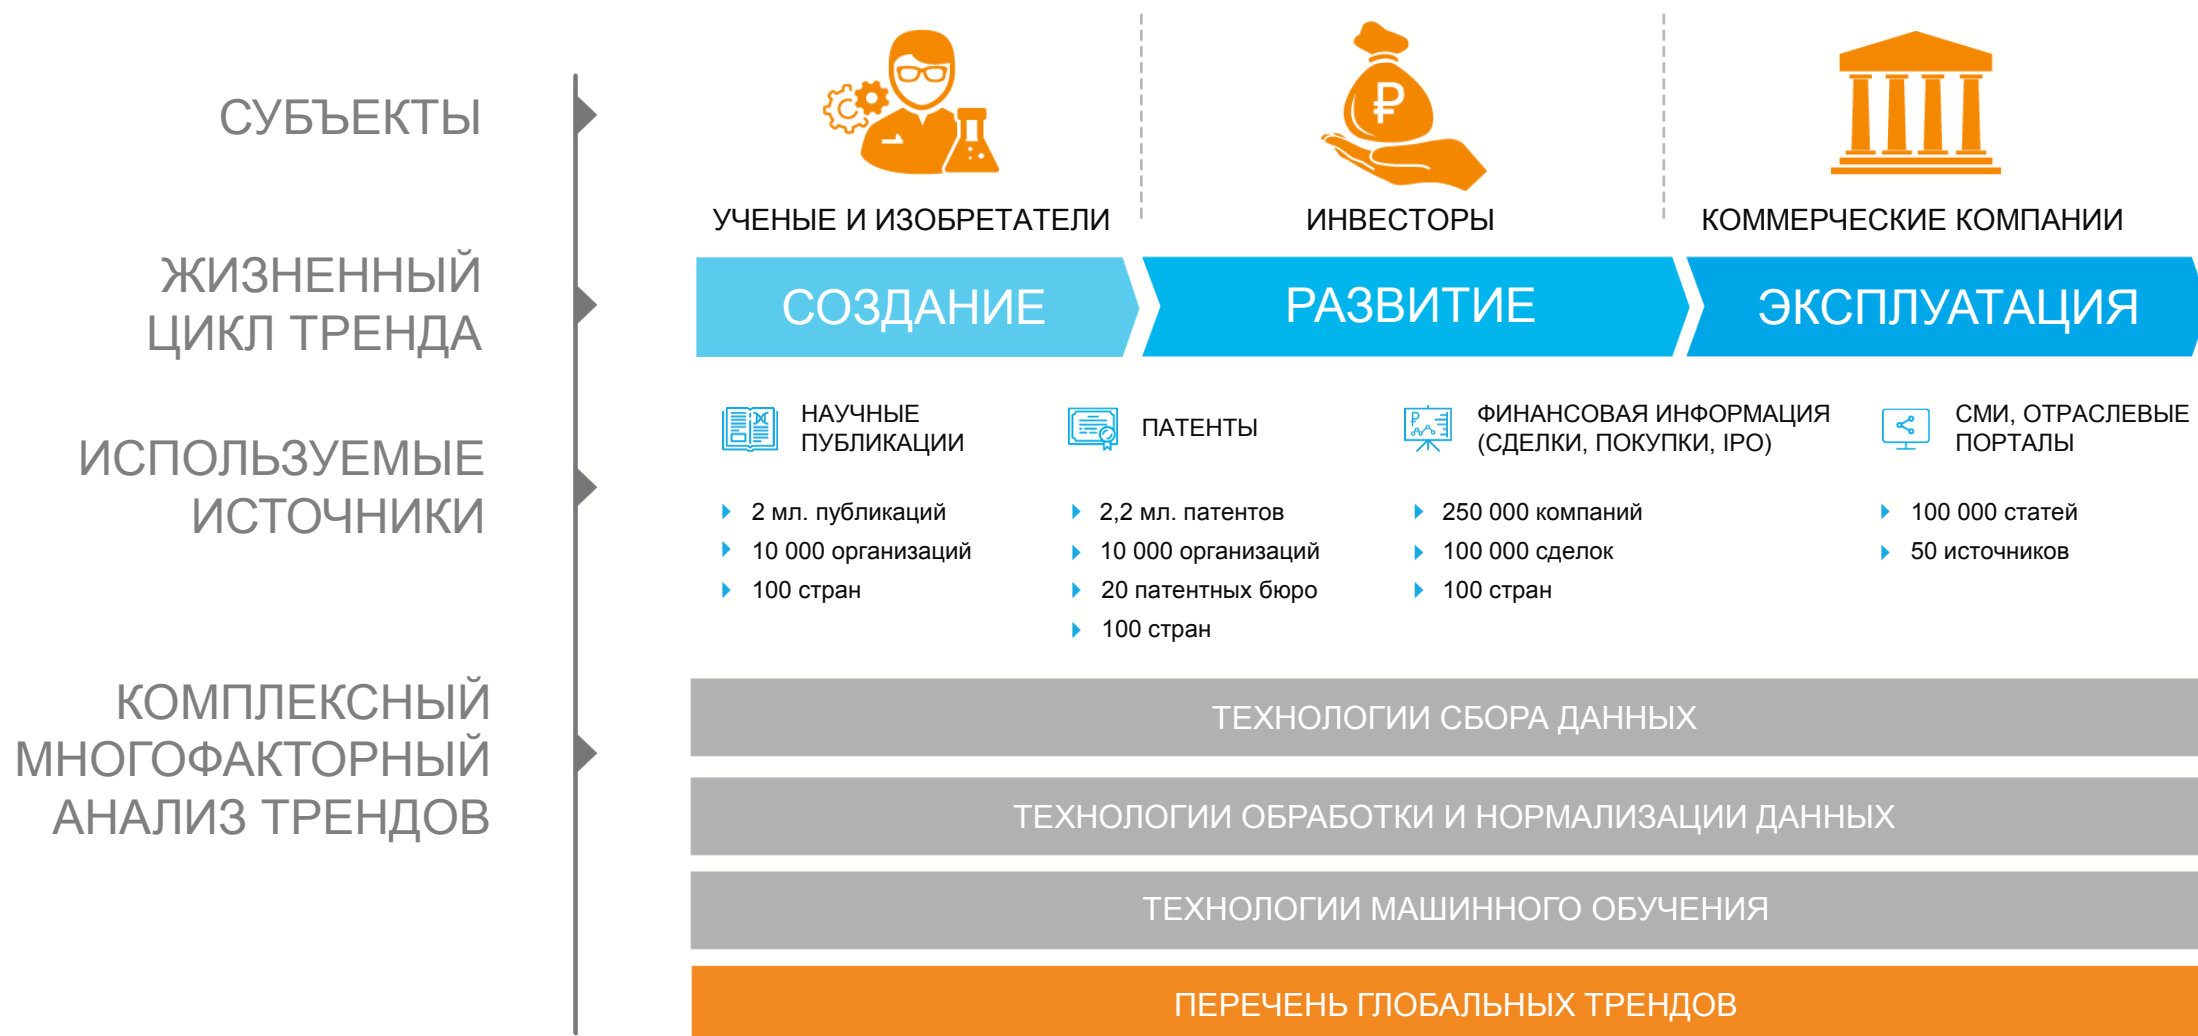 СУБЪЕКТЫ
УЧЕНЫЕ И ИЗОБРЕТАТЕЛИ
₽
ИНВЕСТОРЫ
КОММЕРЧЕСКИЕ КОМПАНИИ
ЖИЗНЕННЫЙ
ЦИКЛ ТРЕНДА
СОЗДАНИЕ
РАЗВИТИЕ
ЭКСПЛУАТАЦИЯ
ИСПОЛЬЗУЕМЫЕ
ИСТОЧНИКИ
НАУЧНЫЕ
ПУБЛИКАЦИИ
2 мл. публикаций
10 000 организаций
100 стран
ПАТЕНТЫ
2,2 мл. патентов
10 000 организаций
20 патентных бюро
100 стран
₽
ФИНАНСОВАЯ ИНФОРМАЦИЯ
(СДЕЛКИ, ПОКУПКИ, IPO)
250 000 компаний
100 000 сделок
100 стран
СМИ, ОТРАСЛЕВЫЕ
ПОРТАЛЫ
100 000 статей
50 источников
КОМПЛЕКСНЫЙ
МНОГОФАКТОРНЫЙ
АНАЛИЗ ТРЕНДОВ
ТЕХНОЛОГИИ СБОРА ДАННЫХ
ТЕХНОЛОГИИ ОБРАБОТКИ И НОРМАЛИЗАЦИИ ДАННЫХ
ТЕХНОЛОГИИ МАШИННОГО ОБУЧЕНИЯ
ПЕРЕЧЕНЬ ГЛОБАЛЬНЫХ ТРЕНДОВ